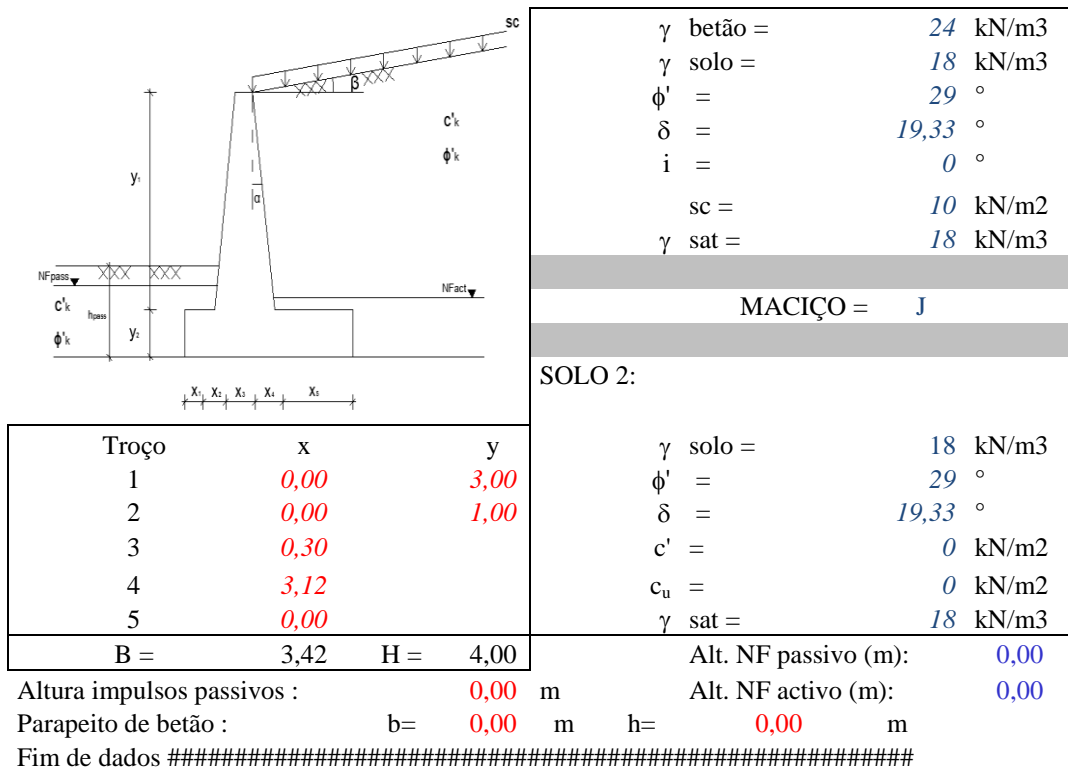 sc
β
c'k
ϕ'k
y1
α
NFpass
NFact
c'k
hpass
ϕ'k
y2
x1 x2 x3 x4 x5
γ betão = 24 kN/m3
γ solo = 18 kN/m3
ϕ' = 29 °
δ = 19,33 °
i = 0 °
sc = 10 kN/m2
γ sat = 18 kN/m3
MACIÇO = J
SOLO 2:
γ solo = 18 kN/m3
ϕ' = 29 °
δ = 19,33 °
c' = 0 kN/m2
cu = 0 kN/m2
γ sat = 18 kN/m3
Troço x y
1 0,00 3,00
2 0,00 1,00
3 0,30
4 3,12
5 0,00
B = 3,42 H = 4,00
Alt. NF passivo (m): 0,00
Altura impulsos passivos : 0,00 m
Alt. NF activo (m): 0,00
Parapeito de betão : b= 0,00 m h= 0,00 m
Fim de dados ########################################################